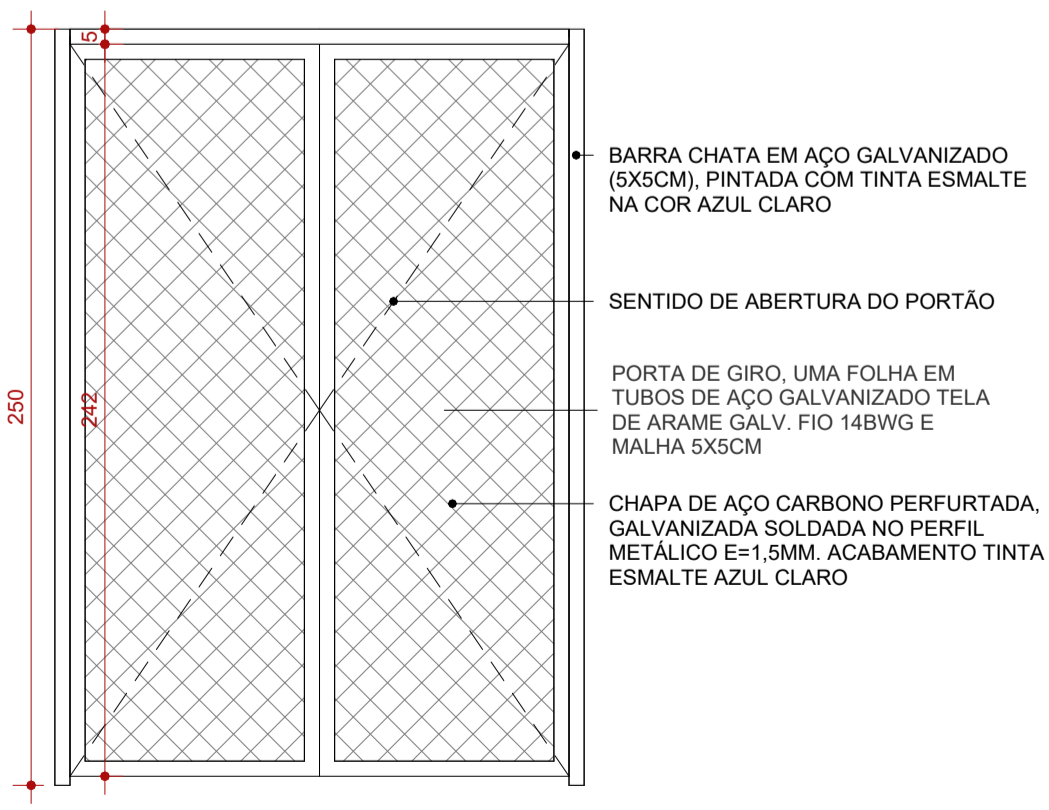 5
250
242
BARRA CHATA EM AÇO GALVANIZADO
(5X5CM), PINTADA COM TINTA ESMALTE
NA COR AZUL CLARO
SENTIDO DE ABERTURA DO PORTÃO
PORTA DE GIRO, UMA FOLHA EM
TUBOS DE AÇO GALVANIZADO TELA
DE ARAME GALV. FIO 14BWG E
MALHA 5X5CM
CHAPA DE AÇO CARBONO PERFURTADA,
GALVANIZADA SOLDADA NO PERFIL
METÁLICO E=1,5MM. ACABAMENTO TINTA
ESMALTE AZUL CLARO